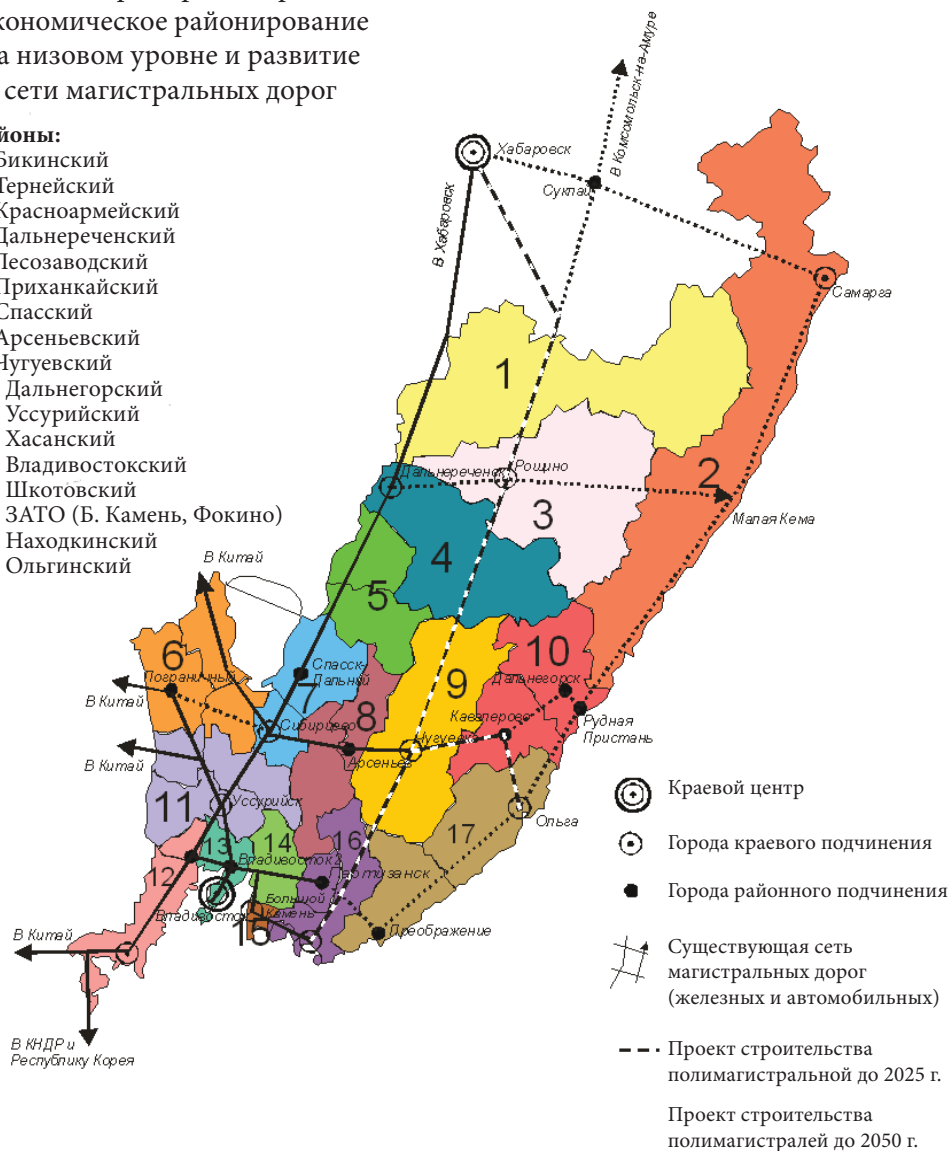 кономическое районирование
а низовом уровне и развитие
сети магистральных дорог
йоны:
Бикинский
Тернейский
Красноармейский
Дальнереченский
Лесозаводский
Приханкайский
Спасский
Арсеньевский
Чугуевский
Дальнегорский
Уссурийский
Хасанский
Владивостокский
Шкотовский
ЗАТО (Б. Камень, Фокино)
Находкинский
Ольгинский
В Комсомольск-на-Амуре
Хабаровск
Суклай
В Хабаровск
Самарга
1
2
Дальнереченск
Рощино
3
Малая Кема
4
В Китай
5
6
Пограничный
В Китай
Спасск-
Дальний
7
8
9
10
Дальнегорск
Сибирцево
Кавалерово
Чугуевка
Рудная
Пристань
Арсеньев
В Китай
11
Уссурийск
Ольга
12
13
14
16
17
Владивосток 2
Партизанск
Большой
Камень
Владивосток
15
Преображение
В Китай
В КНДР и
Республику Корея
Краевой центр
Города краевого подчинения
Города районного подчинения
Существующая сеть
магистральных дорог
(железных и автомобильных)
Проект строительства
полимагистральной до 2025 г.
Проект строительства
полимагистралей до 2050 г.